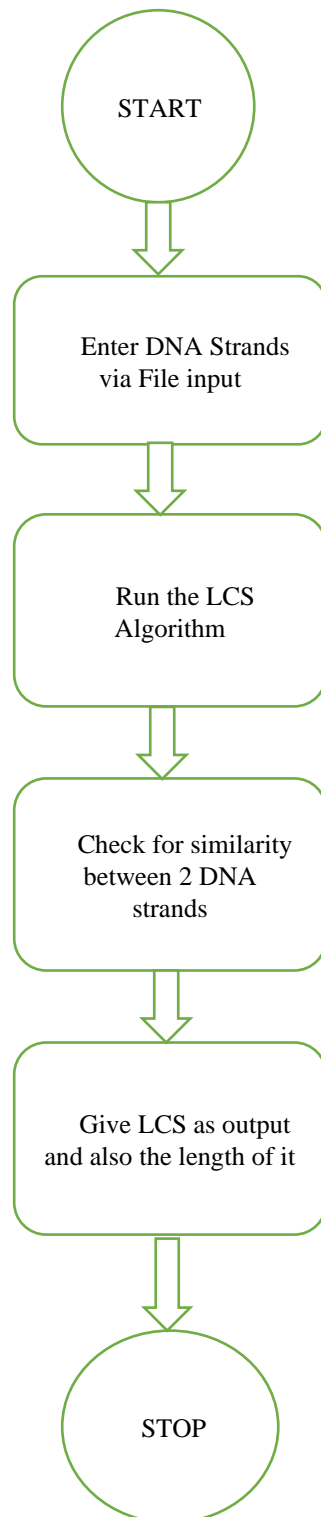 START
Enter DNA Strands
via File input
Run the LCS
Algorithm
Check for similarity
between 2 DNA
strands
Give LCS as output
and also the length of it
STOP